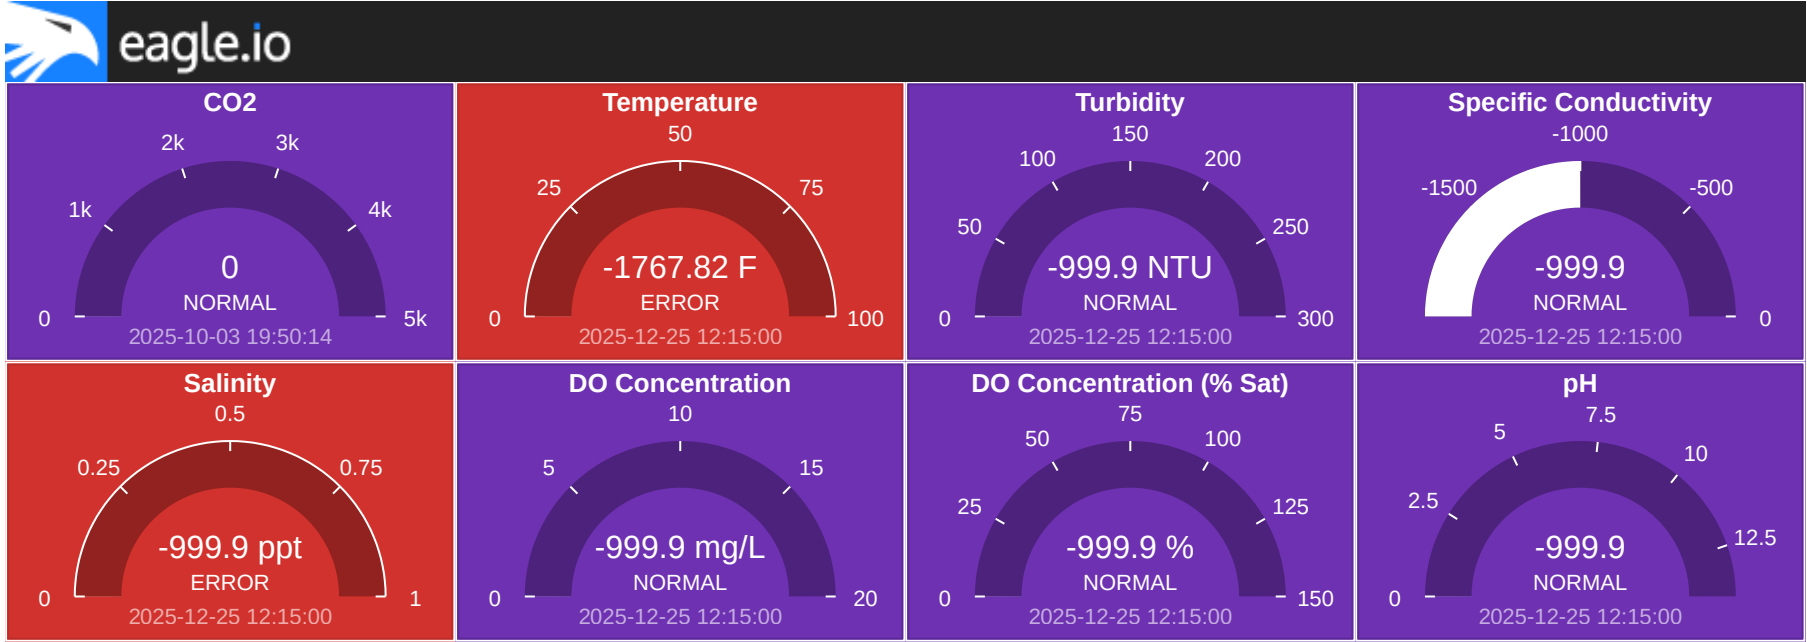 eagle.io
CO2
2k
3k
1k
4k
0
NORMAL
0
5k
2025-10-03 19:50:14
Temperature
50
25
75
-1767.82 F
ERROR
0
100
2025-12-25 12:15:00
Turbidity
150
100
200
50
250
-999.9 NTU
NORMAL
0
300
2025-12-25 12:15:00
Specific Conductivity
-1000
-1500
-500
-999.9
NORMAL
0
2025-12-25 12:15:00
Salinity
0.5
0.25
0.75
-999.9 ppt
ERROR
0
1
2025-12-25 12:15:00
DO Concentration
10
5
15
-999.9 mg/L
NORMAL
0
20
2025-12-25 12:15:00
DO Concentration (% Sat)
75
50
100
25
125
-999.9 %
NORMAL
0
150
2025-12-25 12:15:00
pH
7.5
5
10
2.5
12.5
-999.9
NORMAL
0
2025-12-25 12:15:00